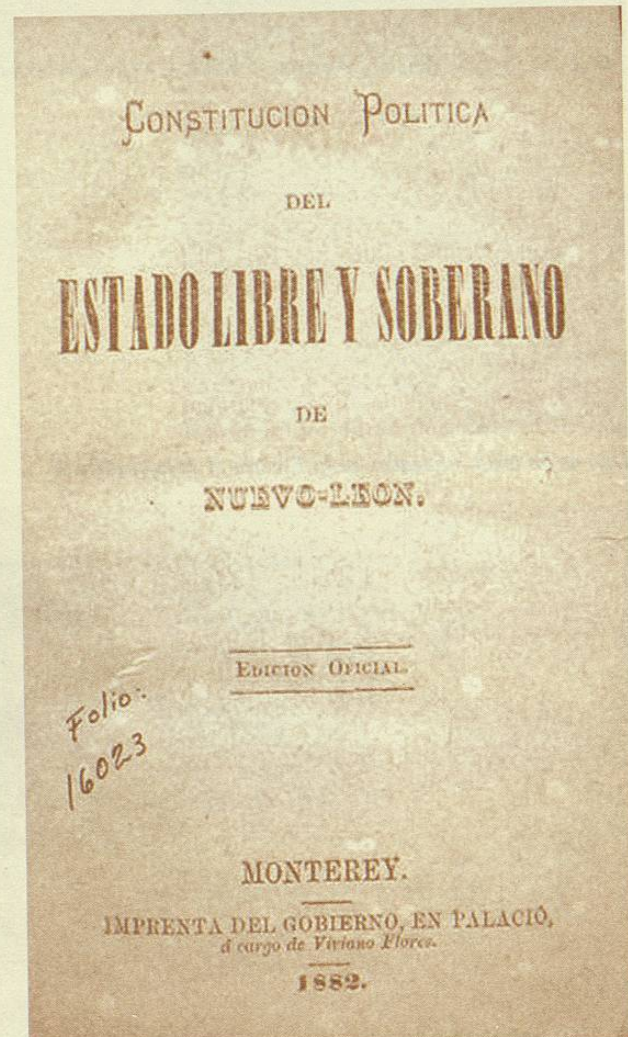 CONSTITUCION POLITICA
DEL
ESTADO LIBRE Y SOBERANO
DE
NUEVO-LEON.
EDICION OFICIAL.
Folio:
16023
MONTEREY.
IMPRENTA DEL GOBIERNO, EN PALACIÓ,
á cargo de Viviano Flores.
1882.